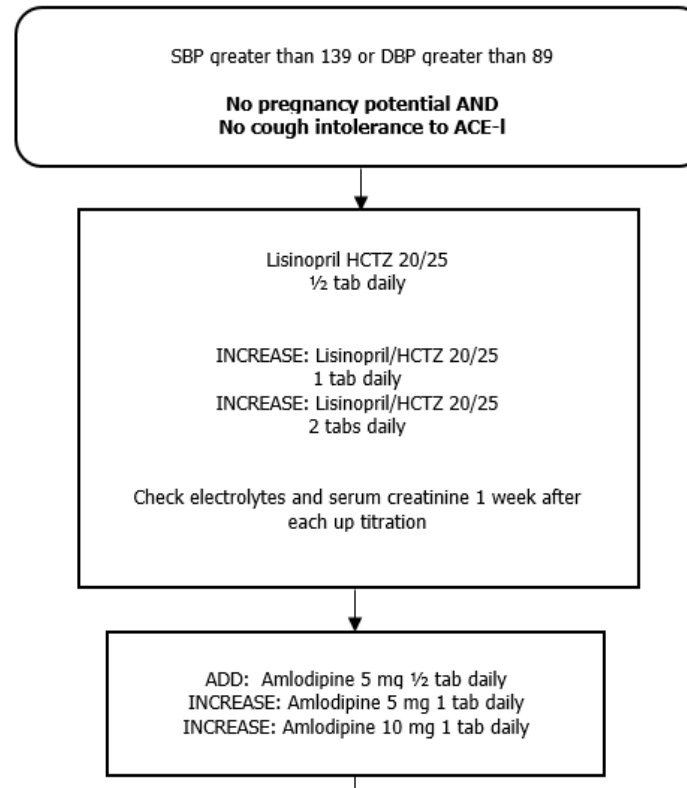 SBP greater than 139 or DBP greater than 89
No pregnancy potential AND
No cough intolerance to ACE-I
Lisinopril HCTZ 20/25
½ tab daily
INCREASE: Lisinopril/HCTZ 20/25
1 tab daily
INCREASE: Lisinopril/HCTZ 20/25
2 tabs daily
Check electrolytes and serum creatinine 1 week after
each up titration
ADD: Amlodipine 5 mg ½ tab daily
INCREASE: Amlodipine 5 mg 1 tab daily
INCREASE: Amlodipine 10 mg 1 tab daily